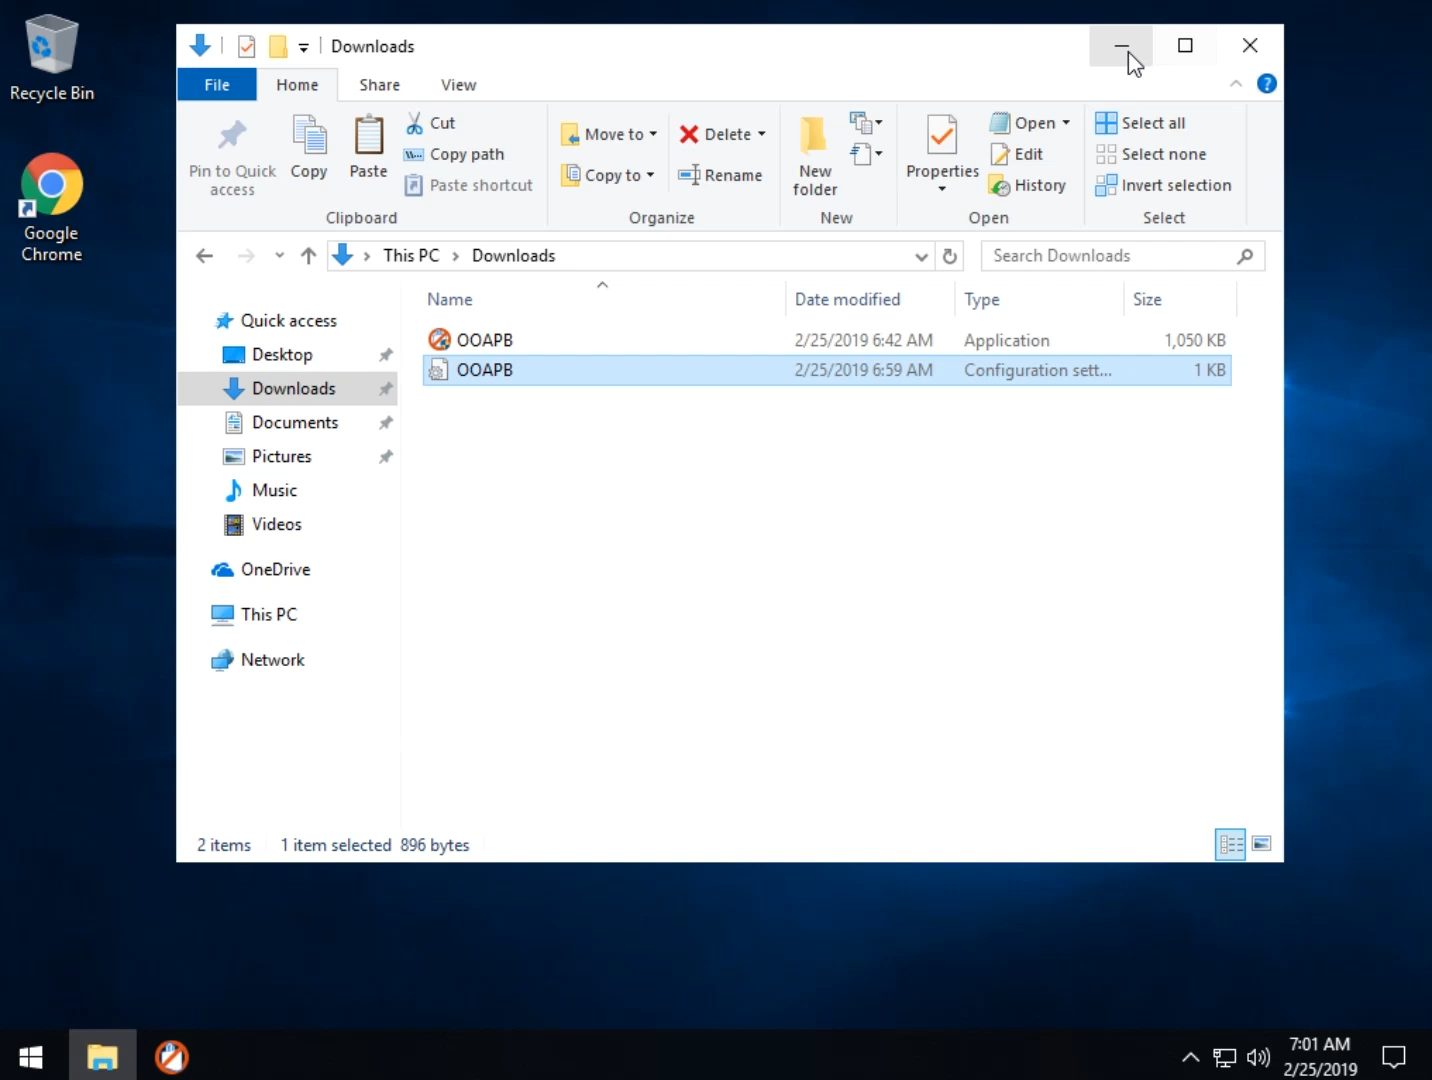 Recycle Bin
Google
Chrome
Downloads
File Home Share View
Pin to Quick
access
Copy
Paste
Cut
Copy path
Paste shortcut
Clipboard
Move to
Copy to
Delete
Rename
Organize
New
folder
New
Properties
Open
Edit
History
Open
Select all
Select none
Invert selection
Select
This PC > Downloads
Search Downloads
Name Date modified Type Size
OOAPB 2/25/2019 6:42 AM Application 1,050 KB
OOAPB 2/25/2019 6:59 AM Configuration sett... 1 KB
Quick access
Desktop
Downloads
Documents
Pictures
Music
Videos
OneDrive
This PC
Network
2 items 1 item selected 896 bytes
7:01 AM
2/25/2019